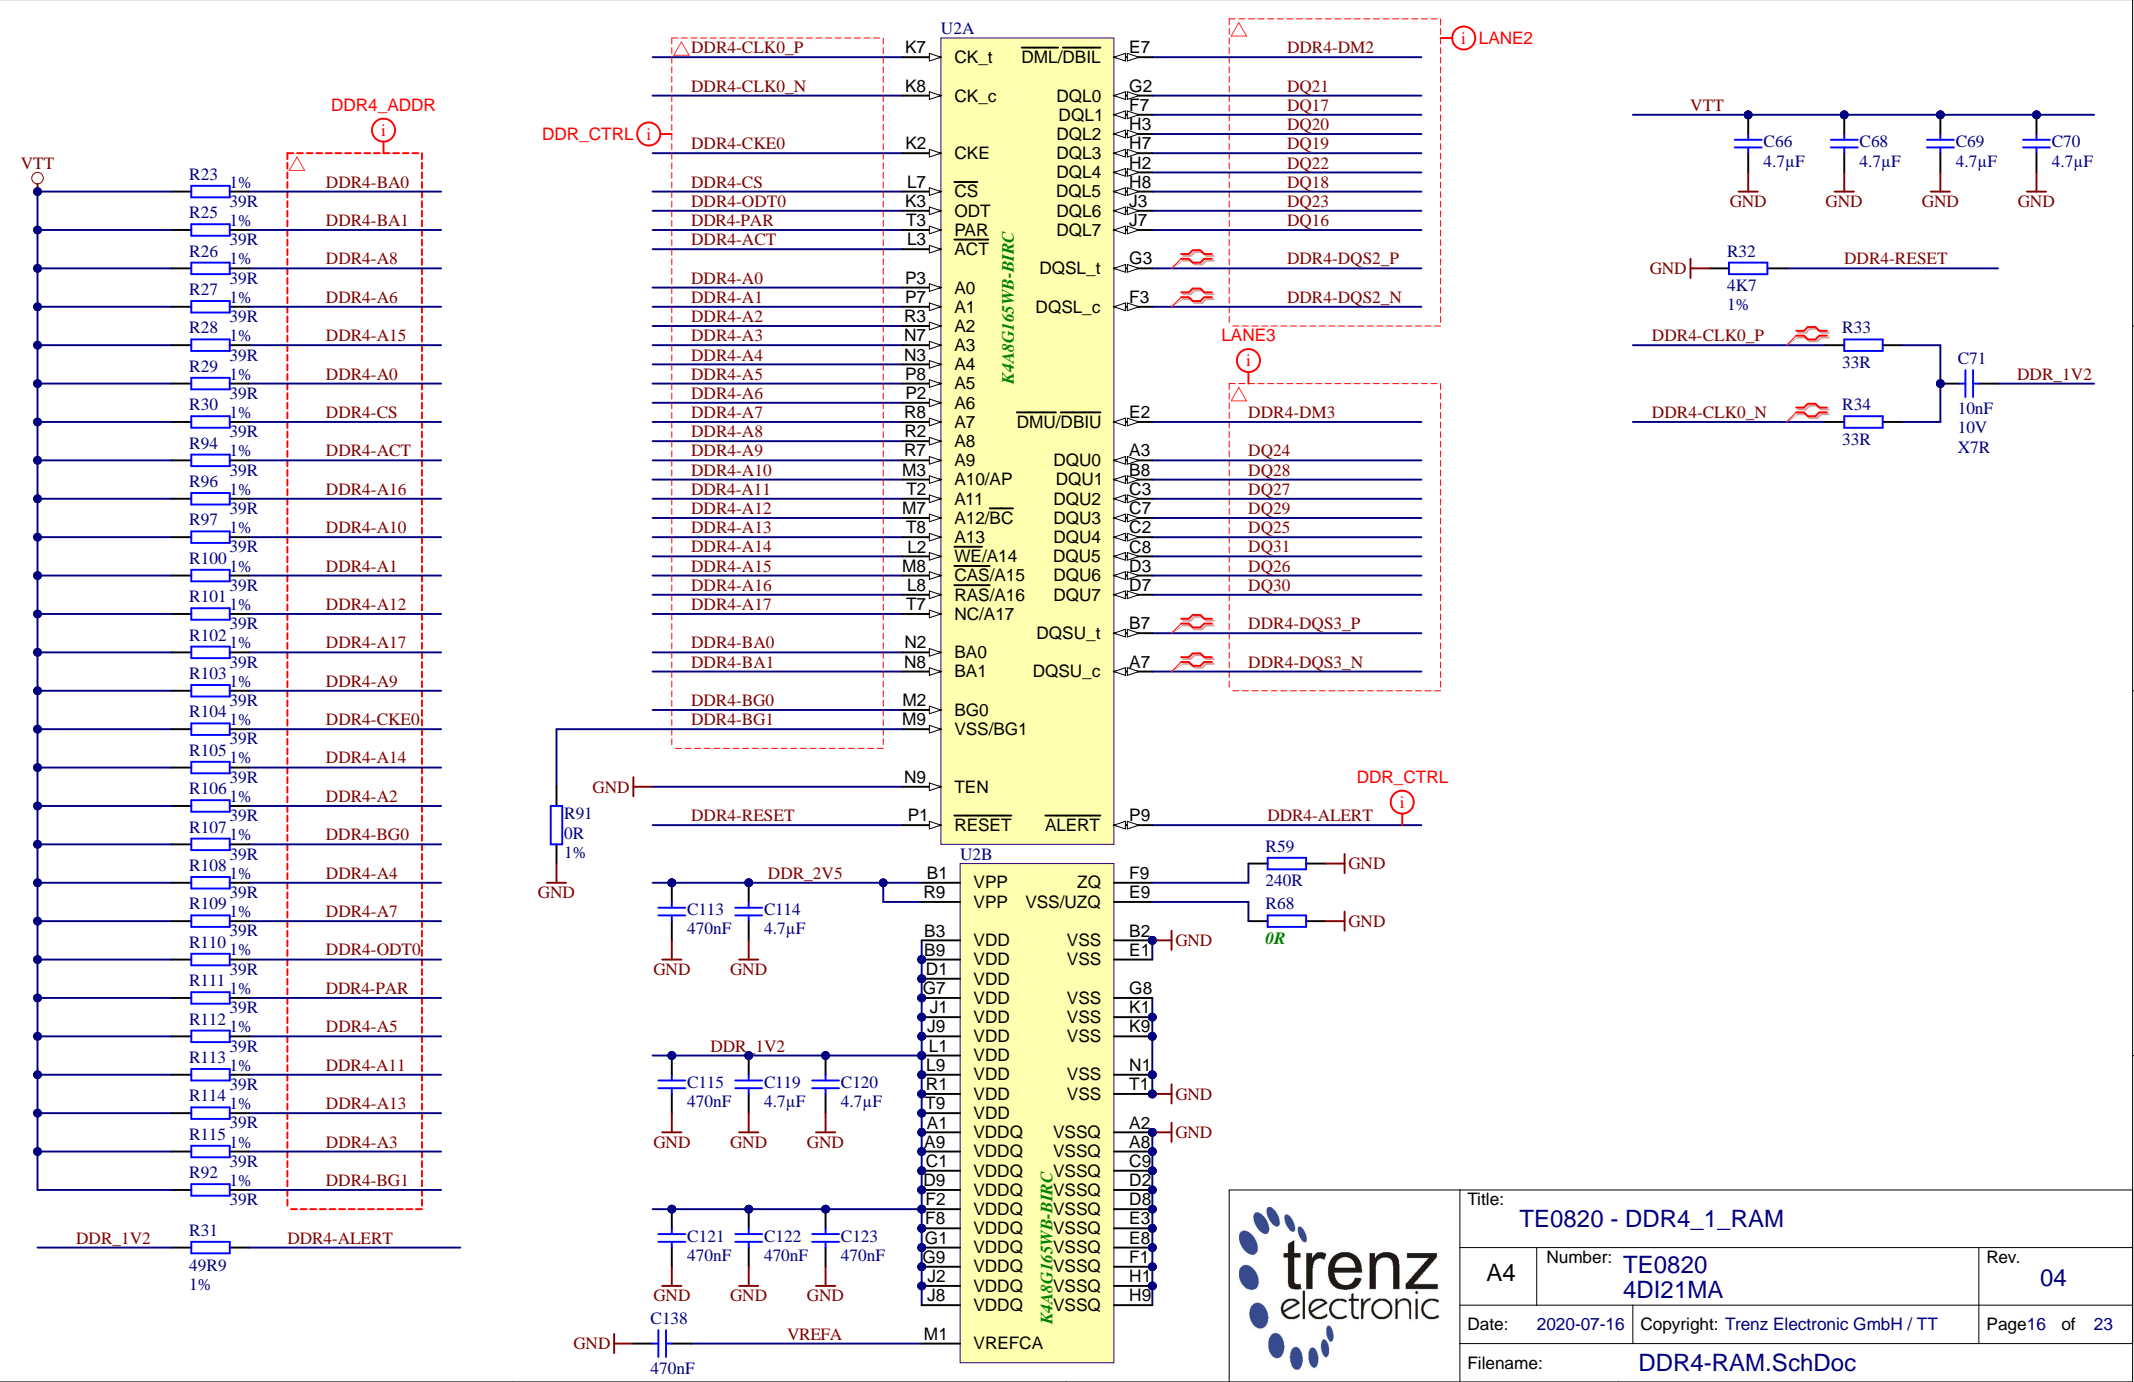 DDR4_ADDR
i
VTT
R23 1% 39R DDR4-BA0
R25 1% 39R DDR4-BA1
R26 1% 39R DDR4-A8
R27 1% 39R DDR4-A6
R28 1% 39R DDR4-A15
R29 1% 39R DDR4-A0
R30 1% 39R DDR4-CS
R94 1% 39R DDR4-ACT
R96 1% 39R DDR4-A16
R97 1% 39R DDR4-A10
R100 1% 39R DDR4-A1
R101 1% 39R DDR4-A12
R102 1% 39R DDR4-A17
R103 1% 39R DDR4-A9
R104 1% 39R DDR4-CKE0
R105 1% 39R DDR4-A14
R106 1% 39R DDR4-A2
R107 1% 39R DDR4-BG0
R108 1% 39R DDR4-A4
R109 1% 39R DDR4-A7
R110 1% 39R DDR4-ODT0
R111 1% 39R DDR4-PAR
R112 1% 39R DDR4-A5
R113 1% 39R DDR4-A11
R114 1% 39R DDR4-A13
R115 1% 39R DDR4-A3
R92 1% 39R DDR4-BG1
DDR_1V2 R31 49R9 1% DDR4-ALERT
U2A
DDR_CTRL i
DDR4-CLK0_P K7 CK_t
DDR4-CLK0_N K8 CK_c
DDR4-CKE0 K2 CKE
DDR4-CS L7 CS
DDR4-ODT0 K3 ODT
DDR4-PAR T3 PAR
DDR4-ACT L3 ACT
DDR4-A0 P3 A0
DDR4-A1 P7 A1
DDR4-A2 R3 A2
DDR4-A3 N7 A3
DDR4-A4 N3 A4
DDR4-A5 P8 A5
DDR4-A6 P2 A6
DDR4-A7 R8 A7
DDR4-A8 R2 A8
DDR4-A9 R7 A9
DDR4-A10 M3 A10/AP
DDR4-A11 T2 A11
DDR4-A12 M7 A12/BC
DDR4-A13 T8 A13
DDR4-A14 L2 WE/A14
DDR4-A15 M8 CAS/A15
DDR4-A16 L8 RAS/A16
DDR4-A17 T7 NC/A17
DDR4-BA0 N2 BA0
DDR4-BA1 N8 BA1
DDR4-BG0 M2 BG0
DDR4-BG1 M9 VSS/BG1
GND N9 TEN
DDR4-RESET P1 RESET
R91
0R
1%
GND
K4A8G165WB-BIRC
LANE2 i
DML/DBIL E7 DDR4-DM2
DQL0 G2 DQ21
DQL1 F7 DQ17
DQL2 H3 DQ20
DQL3 H7 DQ19
DQL4 H2 DQ22
DQL5 H8 DQ18
DQL6 J3 DQ23
DQL7 J7 DQ16
DQSL_t G3 DDR4-DQS2_P
DQSL_c F3 DDR4-DQS2_N
LANE3
i
DMU/DBIU E2 DDR4-DM3
DQU0 A3 DQ24
DQU1 B8 DQ28
DQU2 C3 DQ27
DQU3 C7 DQ29
DQU4 C2 DQ25
DQU5 C8 DQ31
DQU6 D3 DQ26
DQU7 D7 DQ30
DQSU_t B7 DDR4-DQS3_P
DQSU_c A7 DDR4-DQS3_N
DDR_CTRL
i
ALERT P9 DDR4-ALERT
U2B
DDR_2V5 B1 VPP
R9 VPP
C113 470nF GND
C114 4.7µF GND
B3 VDD
B9 VDD
D1 VDD
G7 VDD
J1 VDD
J9 VDD
DDR_1V2 L1 VDD
L9 VDD
R1 VDD
T9 VDD
C115 470nF GND
C119 4.7µF GND
C120 4.7µF GND
A1 VDDQ
A9 VDDQ
C1 VDDQ
D9 VDDQ
F2 VDDQ
F8 VDDQ
G1 VDDQ
G9 VDDQ
J2 VDDQ
J8 VDDQ
C121 470nF GND
C122 470nF GND
C123 470nF GND
GND C138 470nF VREFA M1 VREFCA
K4A8G165WB-BIRC
ZQ F9 R59 240R GND
VSS/UZQ E9 R68 0R GND
VSS B2 GND
VSS E1
VSS G8
VSS K1
VSS K9
VSS N1
VSS T1 GND
VSSQ A2 GND
VSSQ A8
VSSQ C9
VSSQ D2
VSSQ D8
VSSQ E3
VSSQ E8
VSSQ F1
VSSQ H1
VSSQ H9
VTT
C66 4.7µF GND
C68 4.7µF GND
C69 4.7µF GND
C70 4.7µF GND
GND R32 4K7 1% DDR4-RESET
DDR4-CLK0_P R33 33R
DDR4-CLK0_N R34 33R
C71 10nF 10V X7R DDR_1V2
trenz
electronic
Title:
TE0820 - DDR4_1_RAM
A4
Number: TE0820
4DI21MA
Rev.
04
Date: 2020-07-16
Copyright: Trenz Electronic GmbH / TT
Page16 of 23
Filename: DDR4-RAM.SchDoc